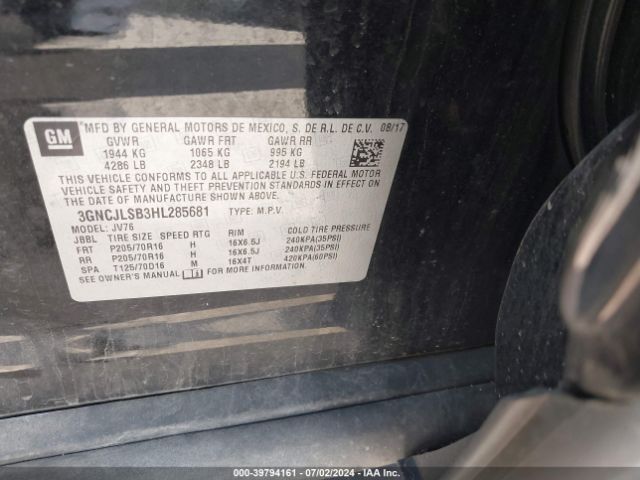 GM
*MFD BY GENERAL MOTORS DE MEXICO, S. DE R.L. DE C.V. 08/17
GVWR GAWR FRT GAWR RR
1944 KG 1065 KG 995 KG
4286 LB 2348 LB 2194 LB
THIS VEHICLE CONFORMS TO ALL APPLICABLE U.S. FEDERAL MOTOR
VEHICLE SAFETY, BUMPER, AND THEFT PREVENTION STANDARDS IN EFFECT ON
THE DATE OF MANUFACTURE SHOWN ABOVE.
3GNCJLSB3HL285681 TYPE: M.P.V.
MODEL: JV76
JBBL TIRE SIZE SPEED RTG RIM COLD TIRE PRESSURE
FRT P205/70R16 H 16X6.5J 240KPA(35PSI)
RR P205/70R16 H 16X6.5J 240KPA(35PSI)
SPA T125/70D16 M 16X4T 420KPA(60PSI)
SEE OWNER'S MANUAL FOR MORE INFORMATION.
000-39794161 - 07/02/2024 - IAA Inc.